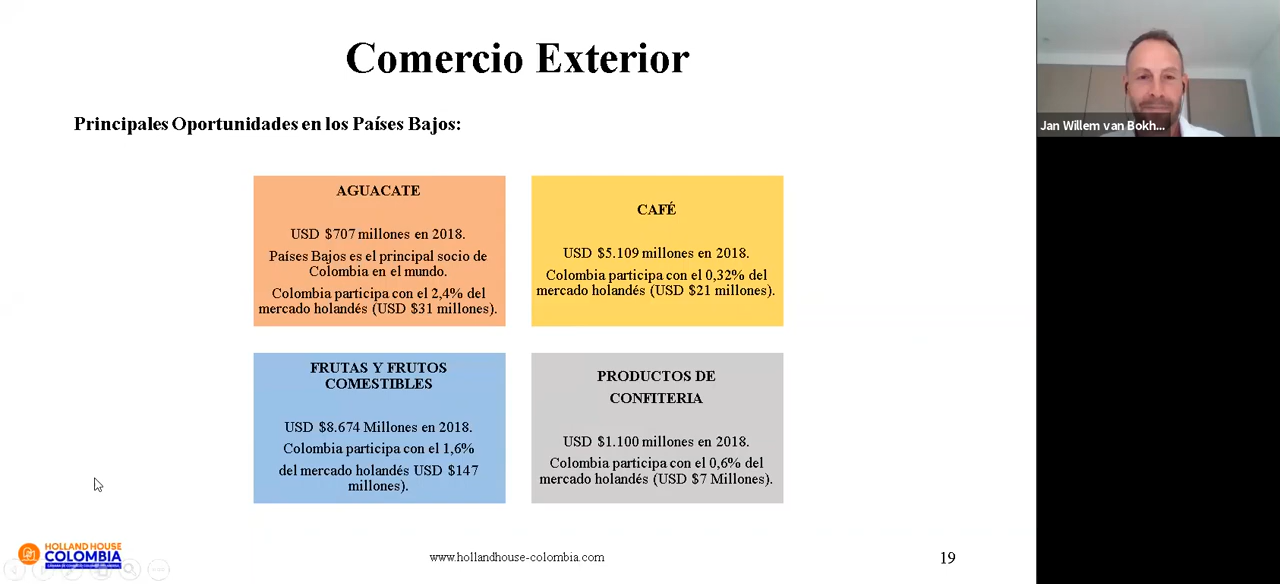 Comercio Exterior
Principales Oportunidades en los Países Bajos:
AGUACATE
USD $707 millones en 2018.
Países Bajos es el principal socio de
Colombia en el mundo.
Colombia participa con el 2,4% del
mercado holandés (USD $31 millones).
CAFÉ
USD $5.109 millones en 2018.
Colombia participa con el 0,32% del
mercado holandés (USD $21 millones).
FRUTAS Y FRUTOS
COMESTIBLES
USD $8.674 Millones en 2018.
Colombia participa con el 1,6%
del mercado holandés USD $147
millones).
PRODUCTOS DE
CONFITERIA
USD $1.100 millones en 2018.
Colombia participa con el 0,6% del
mercado holandés (USD $7 Millones).
HOLLAND HOUSE
COLOMBIA
www.hollandhouse-colombia.com
19
Jan Willem van Bokh...